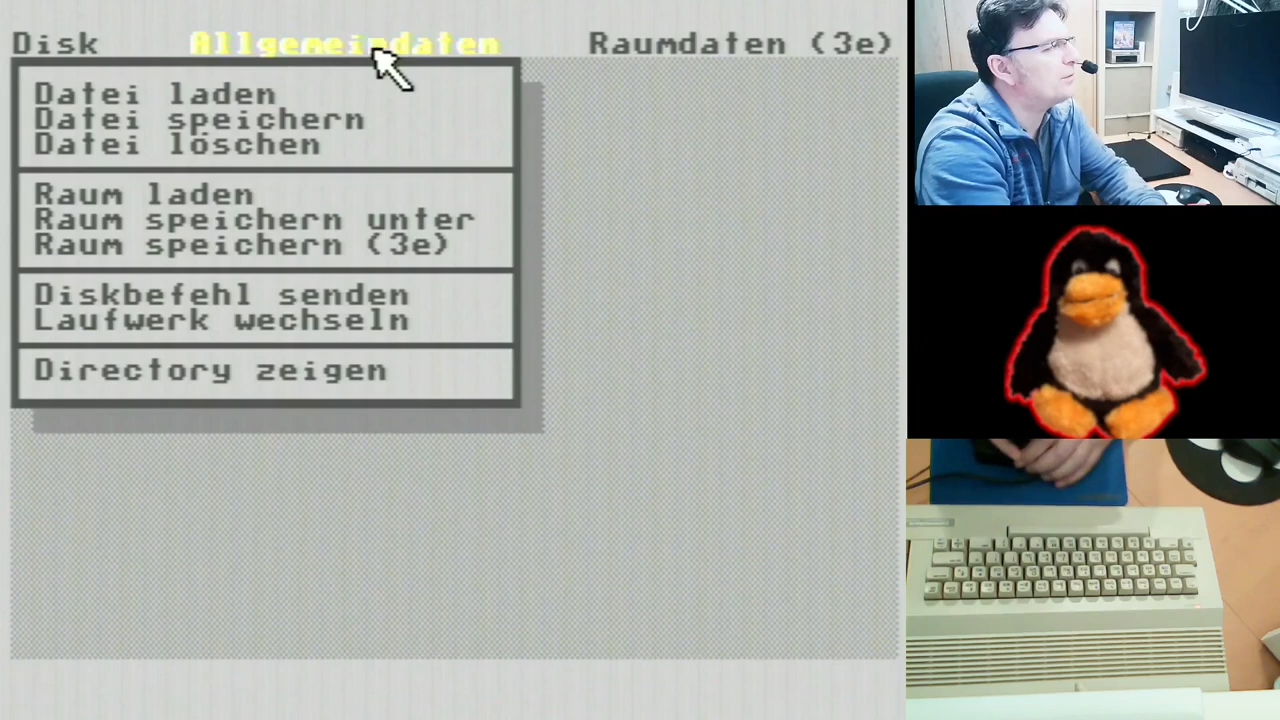 Disk Allgemeindaten Raumdaten (3e)
Datei laden
Datei speichern
Datei löschen
Raum laden
Raum speichern unter
Raum speichern (3e)
Diskbefehl senden
Laufwerk wechseln
Directory zeigen